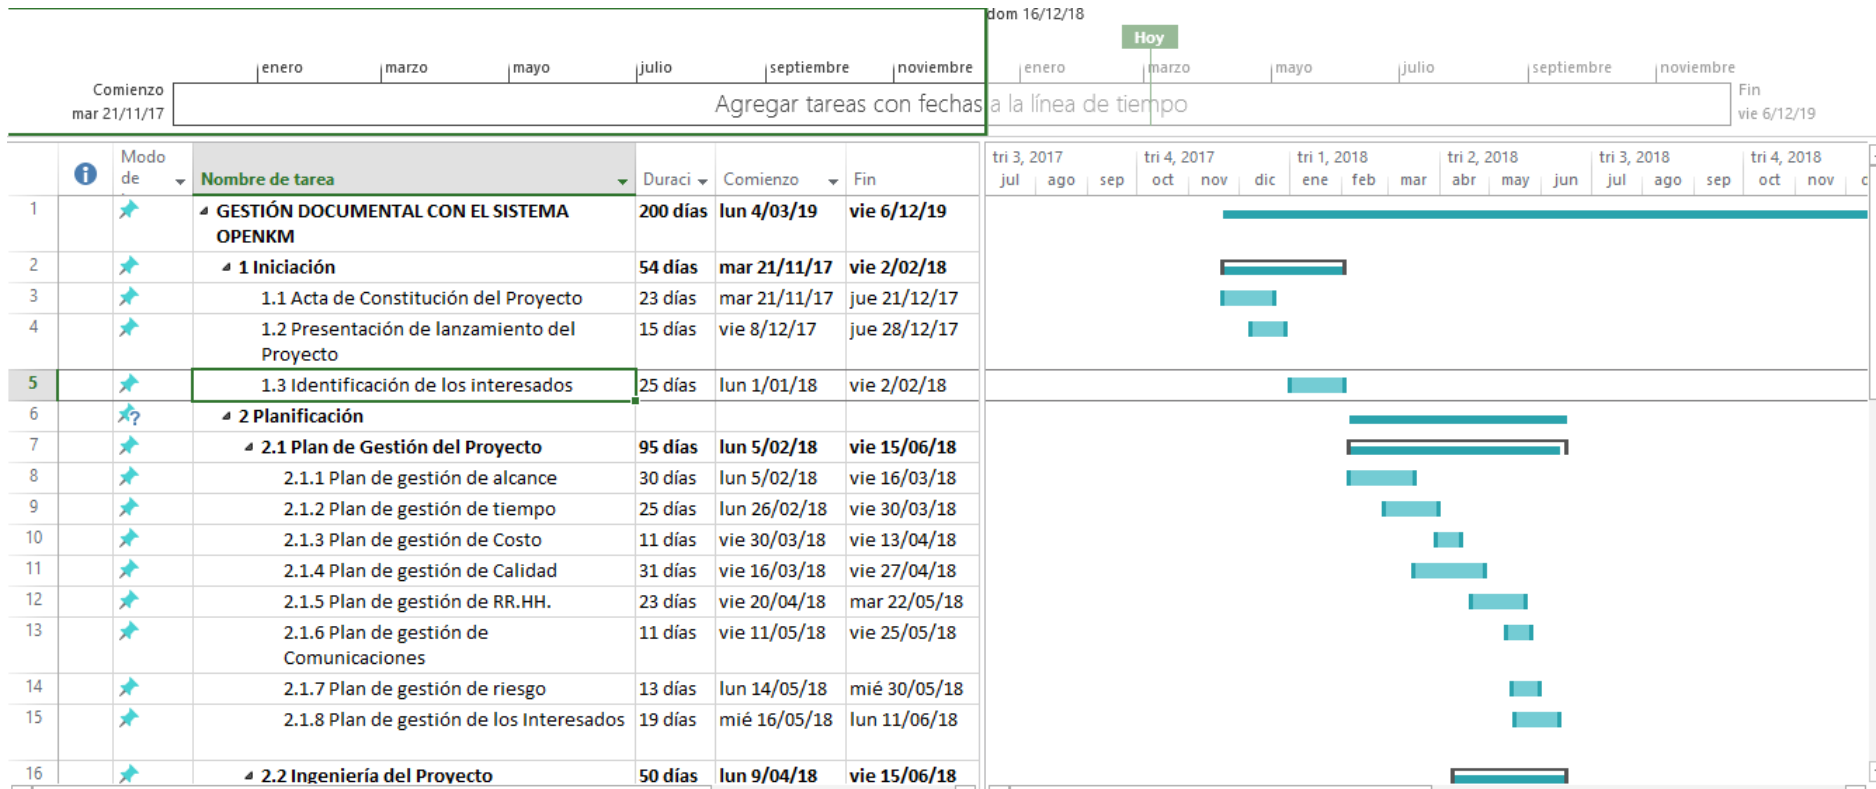 dom 16/12/18
Hoy
enero marzo mayo julio septiembre noviembre enero marzo mayo julio septiembre noviembre
Comienzo
mar 21/11/17
Agregar tareas con fechas a la línea de tiempo
Fin
vie 6/12/19
Modo de
Nombre de tarea Duraci Comienzo Fin
tri 3, 2017 tri 4, 2017 tri 1, 2018 tri 2, 2018 tri 3, 2018 tri 4, 2018
jul ago sep oct nov dic ene feb mar abr may jun jul ago sep oct nov
1 GESTIÓN DOCUMENTAL CON EL SISTEMA 200 días lun 4/03/19 vie 6/12/19
OPENKM
2 1 Iniciación 54 días mar 21/11/17 vie 2/02/18
3 1.1 Acta de Constitución del Proyecto 23 días mar 21/11/17 jue 21/12/17
4 1.2 Presentación de lanzamiento del 15 días vie 8/12/17 jue 28/12/17
Proyecto
5 1.3 Identificación de los interesados 25 días lun 1/01/18 vie 2/02/18
6 2 Planificación
7 2.1 Plan de Gestión del Proyecto 95 días lun 5/02/18 vie 15/06/18
8 2.1.1 Plan de gestión de alcance 30 días lun 5/02/18 vie 16/03/18
9 2.1.2 Plan de gestión de tiempo 25 días lun 26/02/18 vie 30/03/18
10 2.1.3 Plan de gestión de Costo 11 días vie 30/03/18 vie 13/04/18
11 2.1.4 Plan de gestión de Calidad 31 días vie 16/03/18 vie 27/04/18
12 2.1.5 Plan de gestión de RR.HH. 23 días vie 20/04/18 mar 22/05/18
13 2.1.6 Plan de gestión de 11 días vie 11/05/18 vie 25/05/18
Comunicaciones
14 2.1.7 Plan de gestión de riesgo 13 días lun 14/05/18 mié 30/05/18
15 2.1.8 Plan de gestión de los Interesados 19 días mié 16/05/18 lun 11/06/18
16 2.2 Ingeniería del Proyecto 50 días lun 9/04/18 vie 15/06/18